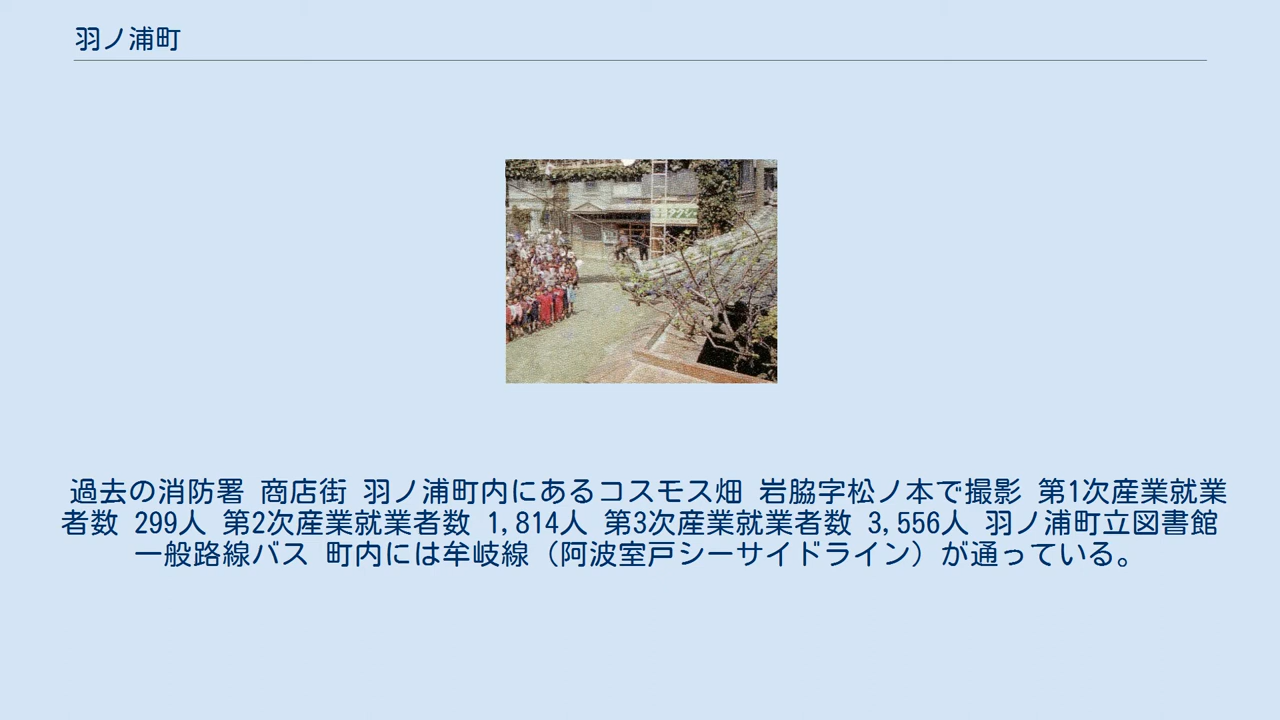 羽ノ浦町
過去の消防署 商店街 羽ノ浦町内にあるコスモス畑 岩脇字松ノ本で撮影 第1次産業就業
者数 299人 第2次産業就業者数 1,814人 第3次産業就業者数 3,556人 羽ノ浦町立図書館
一般路線バス 町内には牟岐線（阿波室戸シーサイドライン）が通っている。